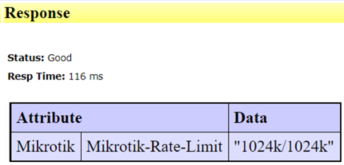 Response
Status: Good
Resp Time: 116 ms
Attribute Data
Mikrotik Mikrotik-Rate-Limit "1024k/1024k"